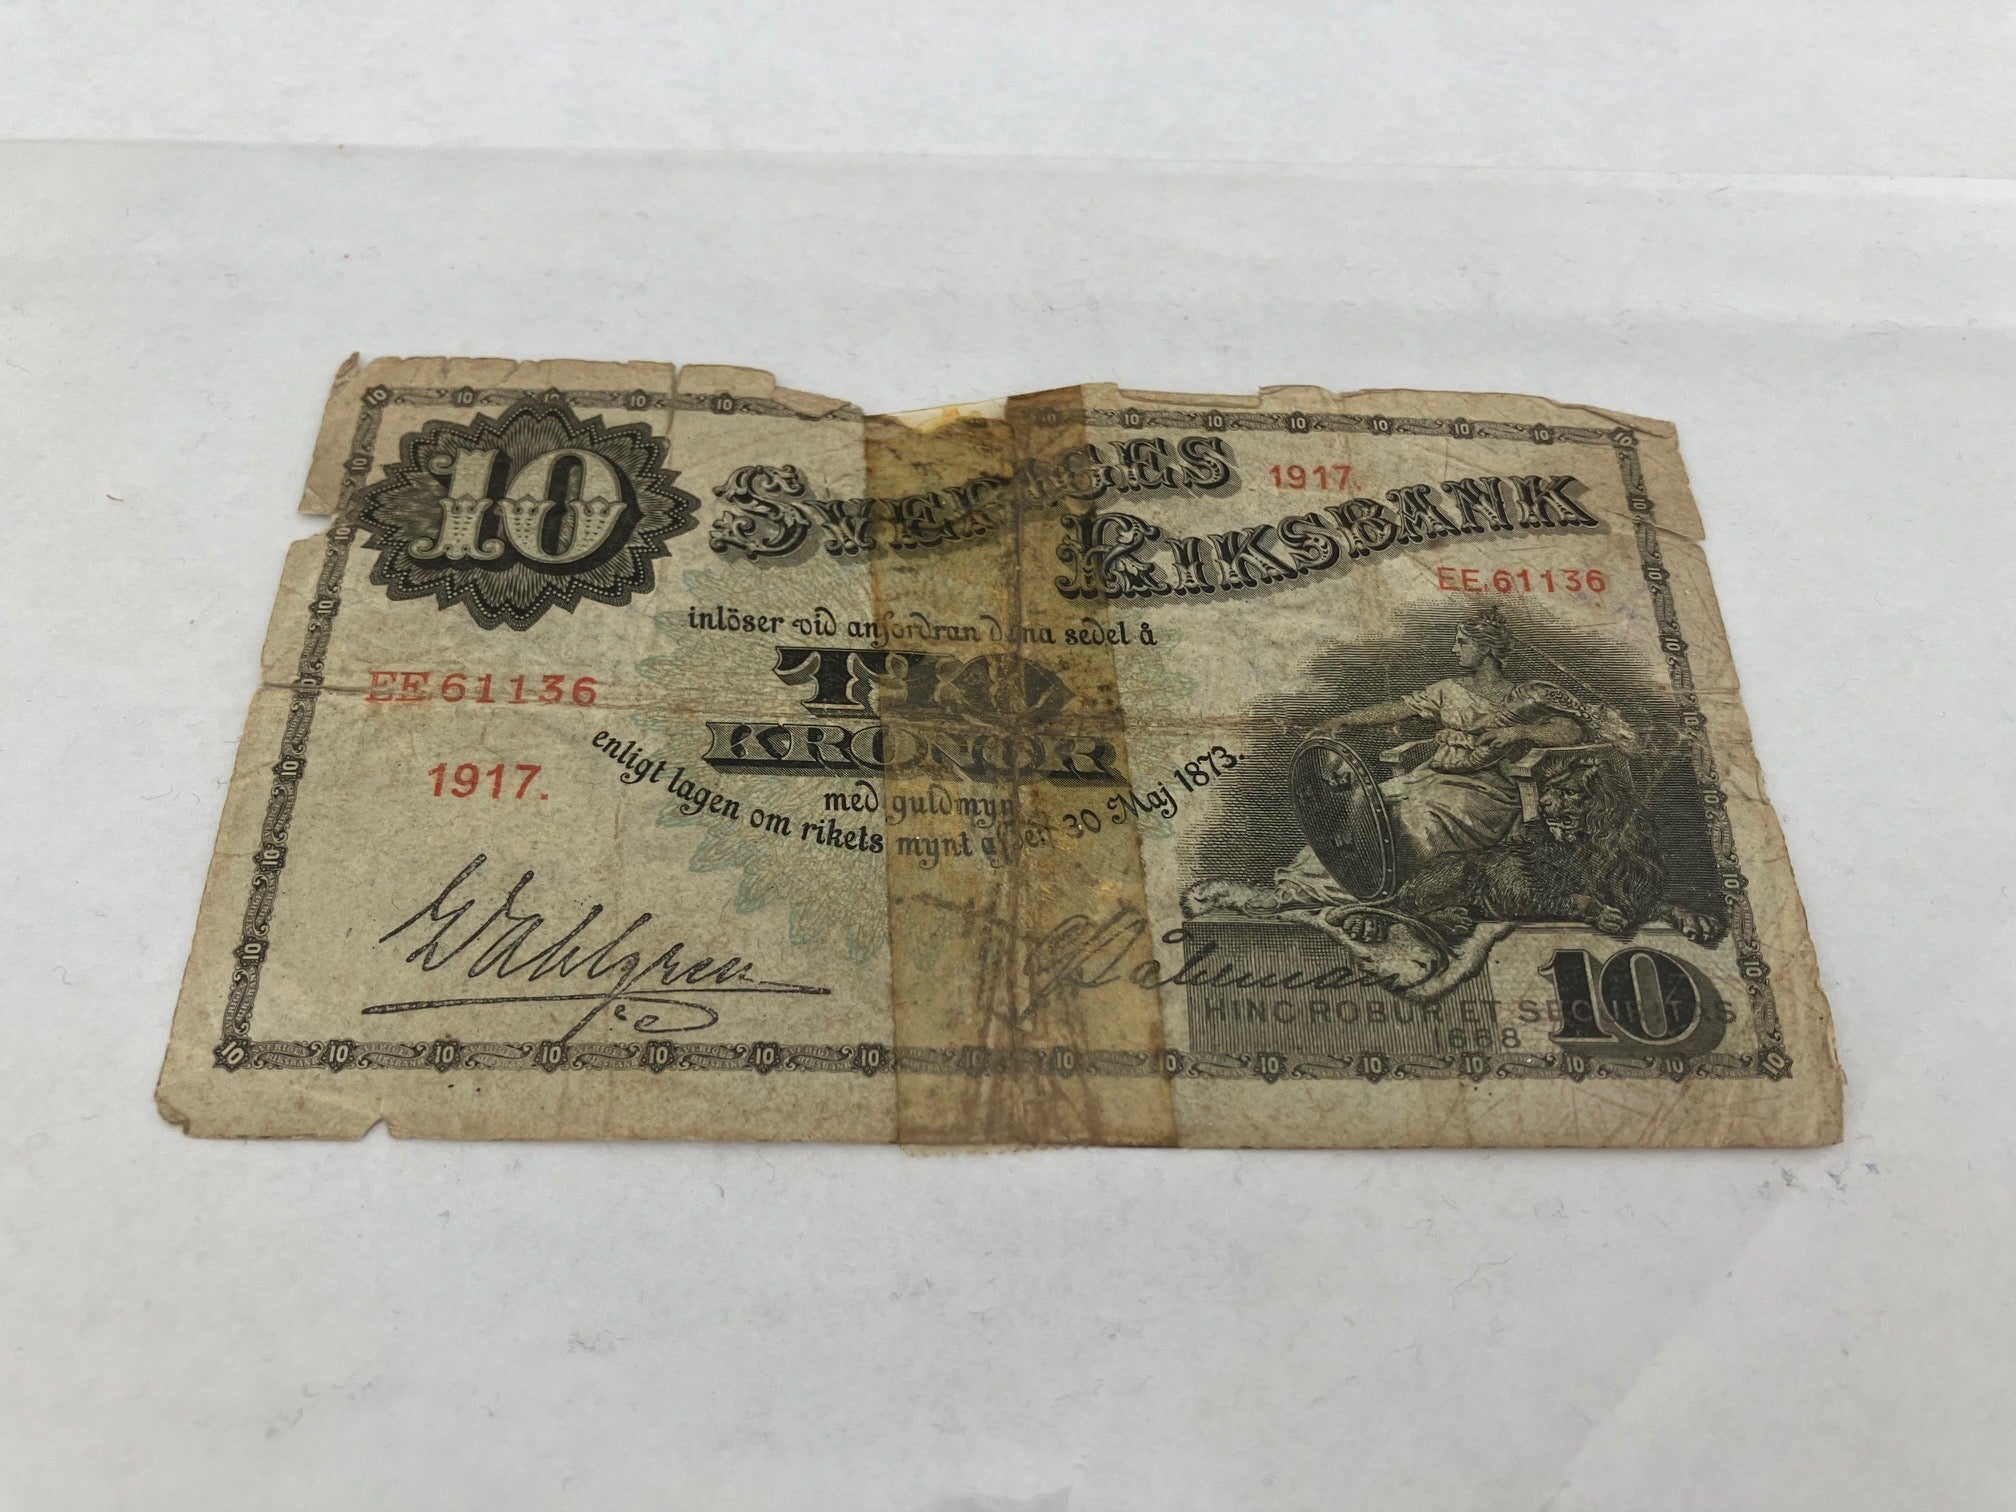 10
SVERIGES
1917.
RIKSBANK
EE 61136
inlöser vid anfordran denna sedel å
TIO
EE 61136
KRONOR
1917.
med guldmynt
enligt lagen om rikets mynt af den 30 Maj 1873.
G Dahlgren
10
HINC ROBUR ET SECURITAS
1668